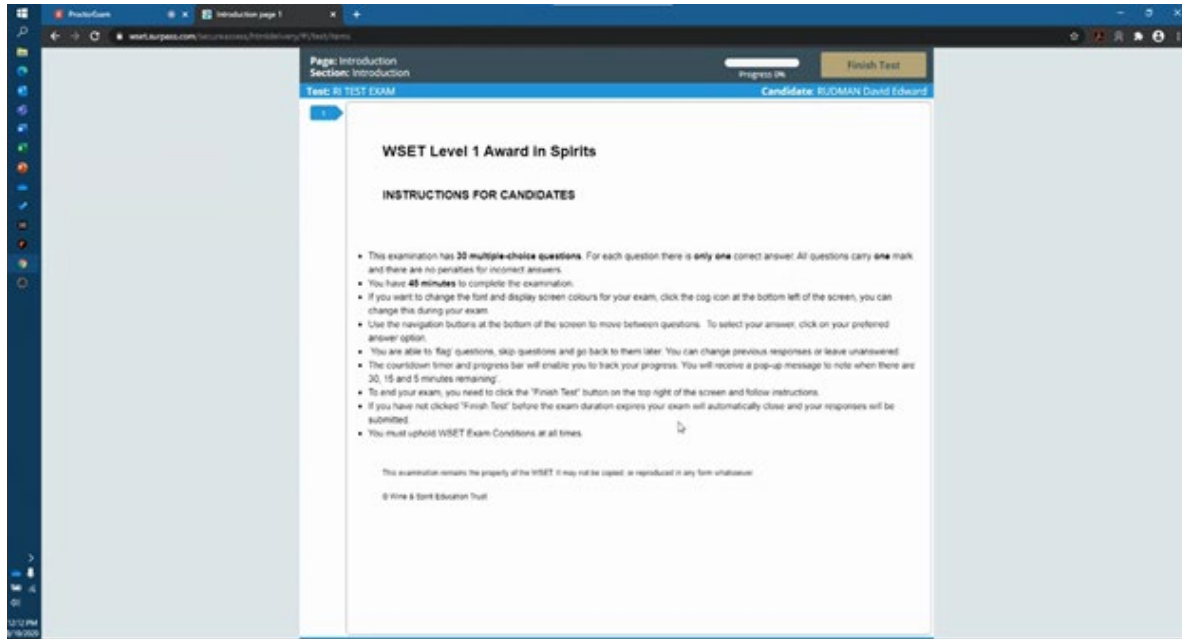 ProctorExam
Introduction page 1
wset.surpass.com/secureaccess/htmldelivery/#!/test/items
Page: Introduction
Section: Introduction
Progress 0%
Finish Test
Test: RI TEST EXAM
Candidate: RUDMAN David Edward
1
WSET Level 1 Award in Spirits
INSTRUCTIONS FOR CANDIDATES
• This examination has 30 multiple-choice questions. For each question there is only one correct answer. All questions carry one mark
and there are no penalties for incorrect answers.
• You have 45 minutes to complete the examination.
• If you want to change the font and display screen colours for your exam, click the cog icon at the bottom left of the screen, you can
change this during your exam.
• Use the navigation buttons at the bottom of the screen to move between questions. To select your answer, click on your preferred
answer option.
• 'You are able to 'flag' questions, skip questions and go back to them later. You can change previous responses or leave unanswered.
• The countdown timer and progress bar will enable you to track your progress. You will receive a pop-up message to note when there are
30, 15 and 5 minutes remaining'.
• To end your exam, you need to click the "Finish Test" button on the top right of the screen and follow instructions.
• If you have not clicked "Finish Test" before the exam duration expires your exam will automatically close and your responses will be
submitted.
• You must uphold WSET Exam Conditions at all times.
This examination remains the property of the WSET. It may not be copied, or reproduced in any form whatsoever.
© Wine & Spirit Education Trust
12:12 PM